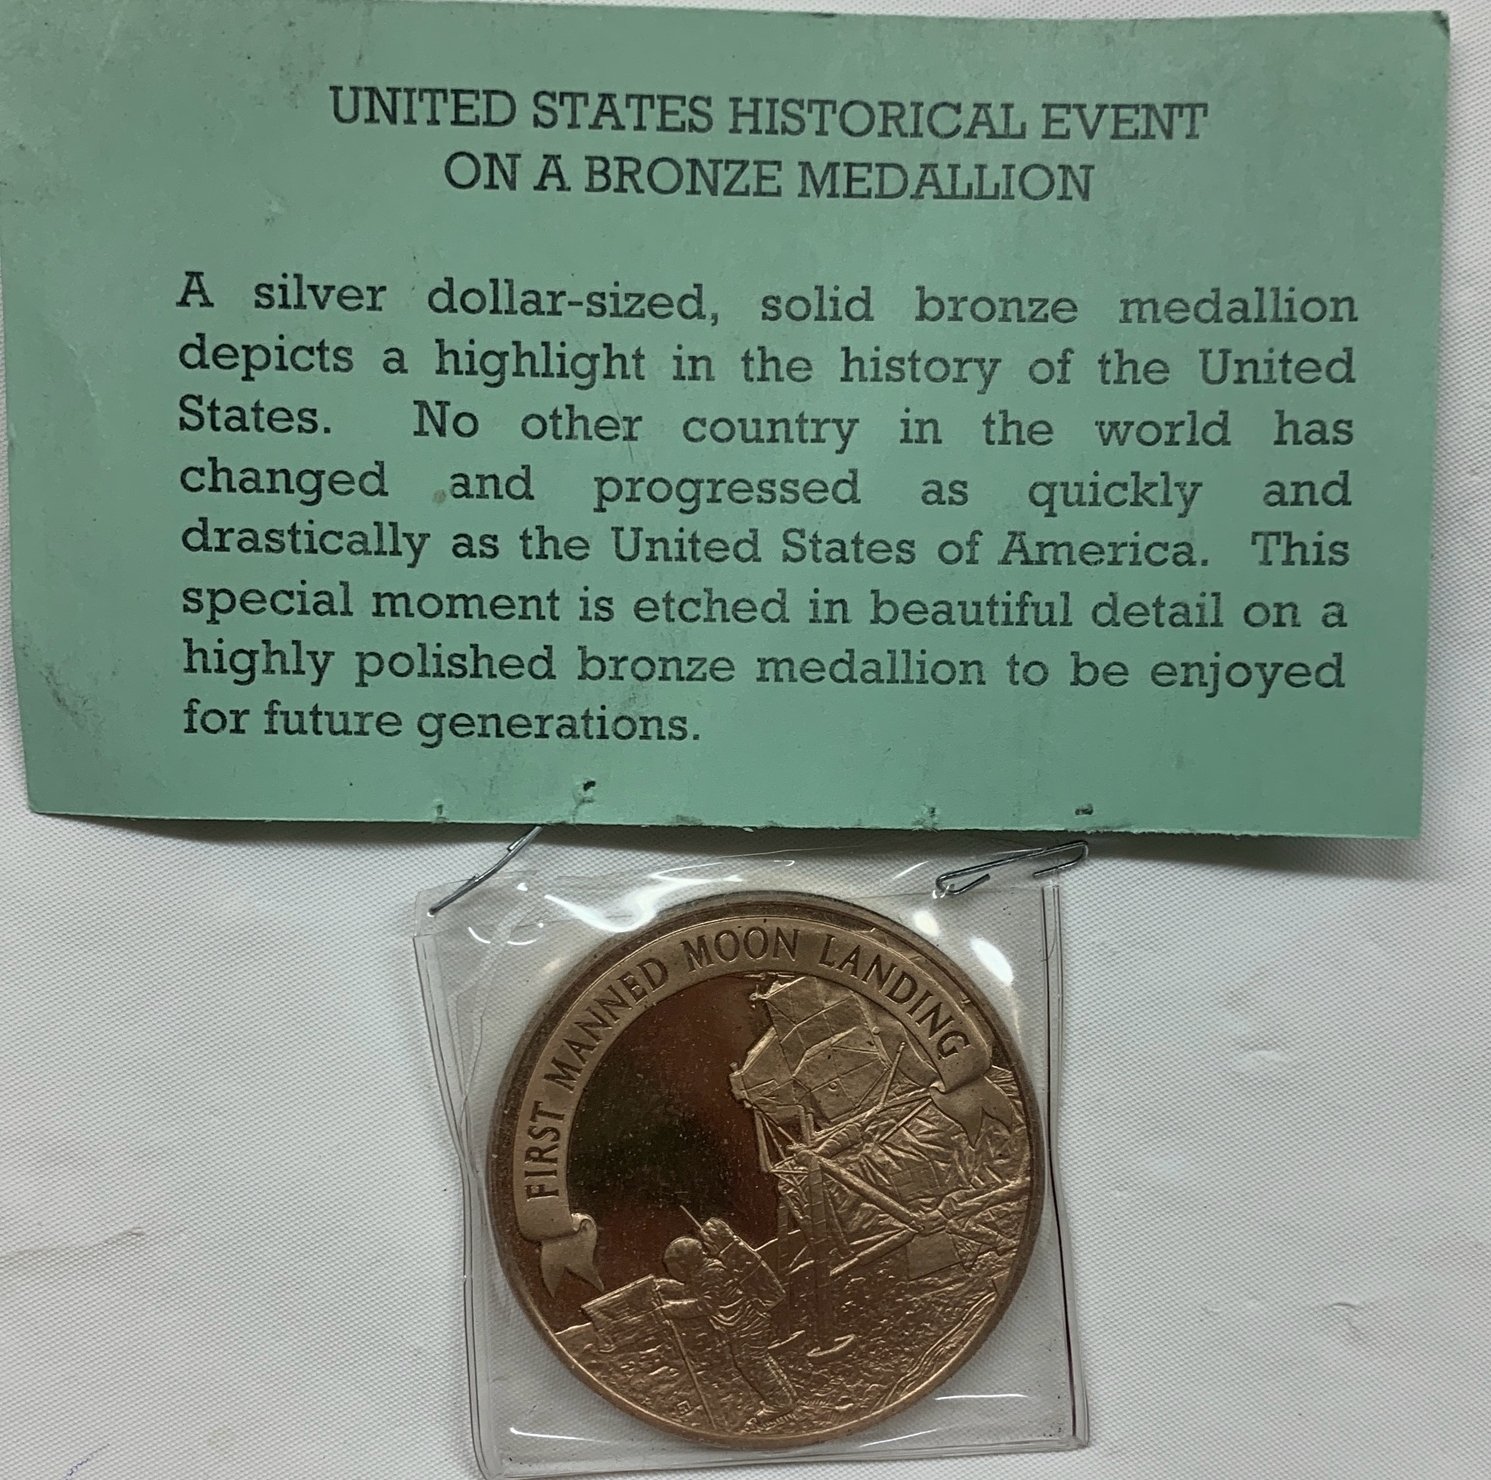 UNITED STATES HISTORICAL EVENT
ON A BRONZE MEDALLION
A silver dollar-sized, solid bronze medallion
depicts a highlight in the history of the United
States. No other country in the world has
changed and progressed as quickly and
drastically as the United States of America. This
special moment is etched in beautiful detail on a
highly polished bronze medallion to be enjoyed
for future generations.
FIRST MANNED MOON LANDING